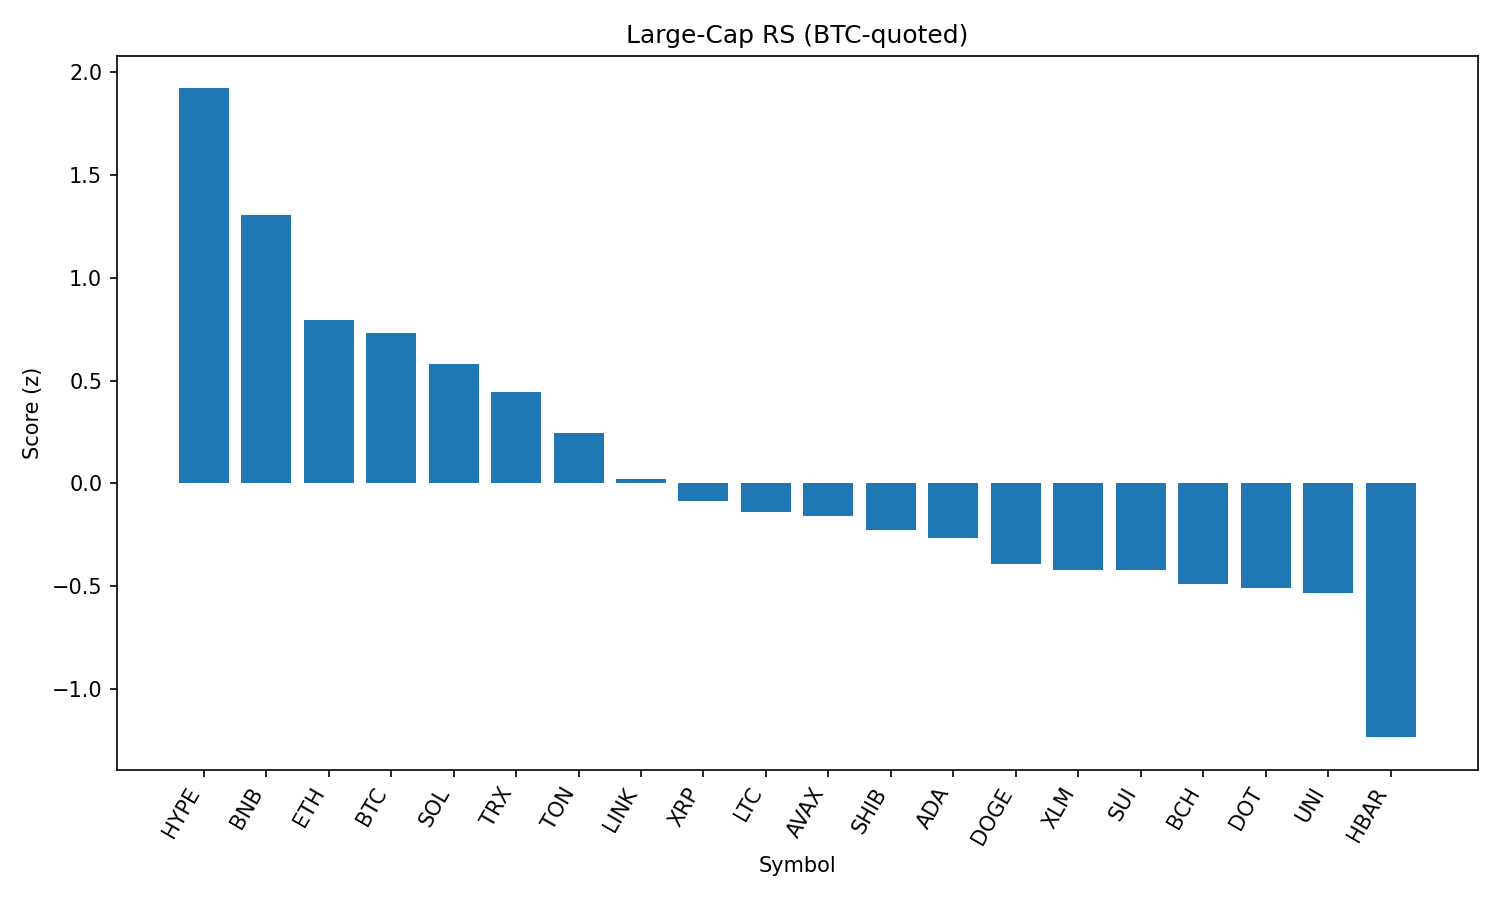 Large-Cap RS (BTC-quoted)
Score (z)
2.0
1.5
1.0
0.5
0.0
−0.5
−1.0
HYPE
BNB
ETH
BTC
SOL
TRX
TON
LINK
XRP
LTC
AVAX
SHIB
ADA
DOGE
XLM
SUI
BCH
DOT
UNI
HBAR
Symbol